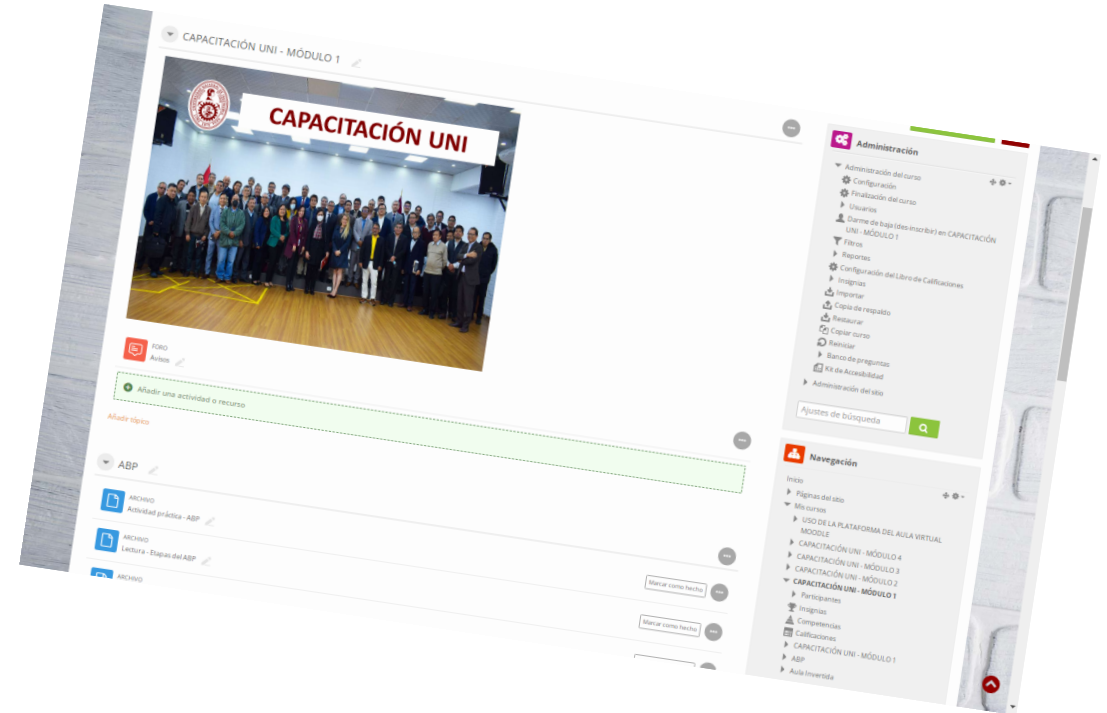 CAPACITACIÓN UNI - MÓDULO 1
CAPACITACIÓN UNI
FORO
Avisos
Añadir una actividad o recurso
Añadir tópico
ABP
ARCHIVO
Actividad práctica - ABP
Marcar como hecho
ARCHIVO
Lectura - Etapas del ABP
Marcar como hecho
ARCHIVO
Administración
Administración del curso
Configuración
Finalización del curso
Usuarios
Darme de baja (des-inscribir) en CAPACITACIÓN
UNI - MÓDULO 1
Filtros
Reportes
Configuración del Libro de Calificaciones
Insignias
Importar
Copia de respaldo
Restaurar
Copiar curso
Reiniciar
Banco de preguntas
Kit de Accesibilidad
Administración del sitio
Ajustes de búsqueda
Navegación
Inicio
Páginas del sitio
Mis cursos
USO DE LA PLATAFORMA DEL AULA VIRTUAL
MOODLE
CAPACITACIÓN UNI - MÓDULO 4
CAPACITACIÓN UNI - MÓDULO 3
CAPACITACIÓN UNI - MÓDULO 2
CAPACITACIÓN UNI - MÓDULO 1
Participantes
Insignias
Competencias
Calificaciones
CAPACITACIÓN UNI - MÓDULO 1
ABP
Aula Invertida